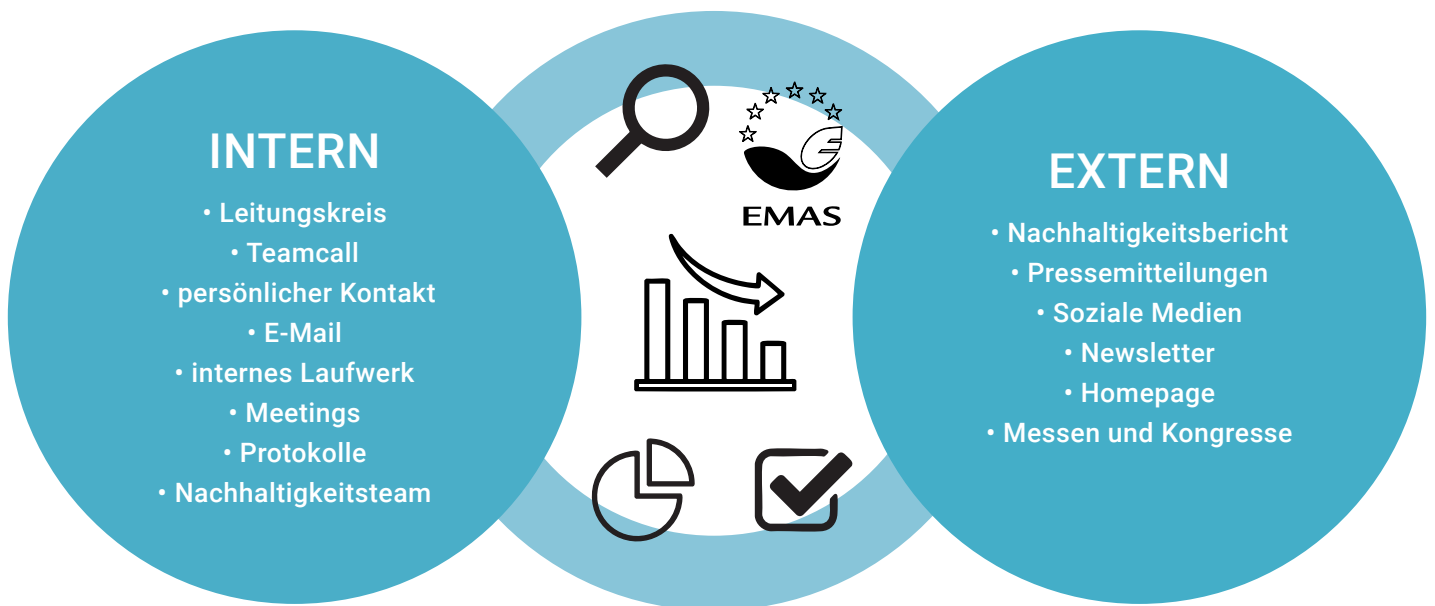 INTERN
• Leitungskreis
• Teamcall
• persönlicher Kontakt
• E-Mail
• internes Laufwerk
• Meetings
• Protokolle
• Nachhaltigkeitsteam
EMAS
EXTERN
• Nachhaltigkeitsbericht
• Pressemitteilungen
• Soziale Medien
• Newsletter
• Homepage
• Messen und Kongresse